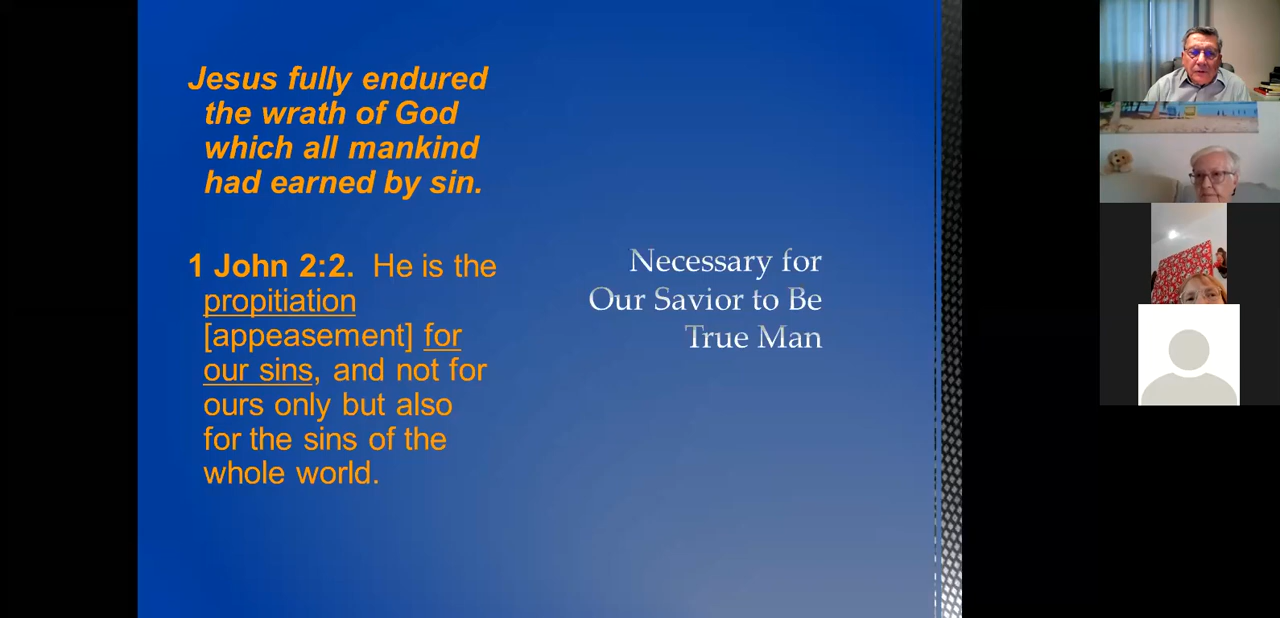 Jesus fully endured
the wrath of God
which all mankind
had earned by sin.
1 John 2:2. He is the
propitiation
[appeasement] for
our sins, and not for
ours only but also
for the sins of the
whole world.
Necessary for
Our Savior to Be
True Man